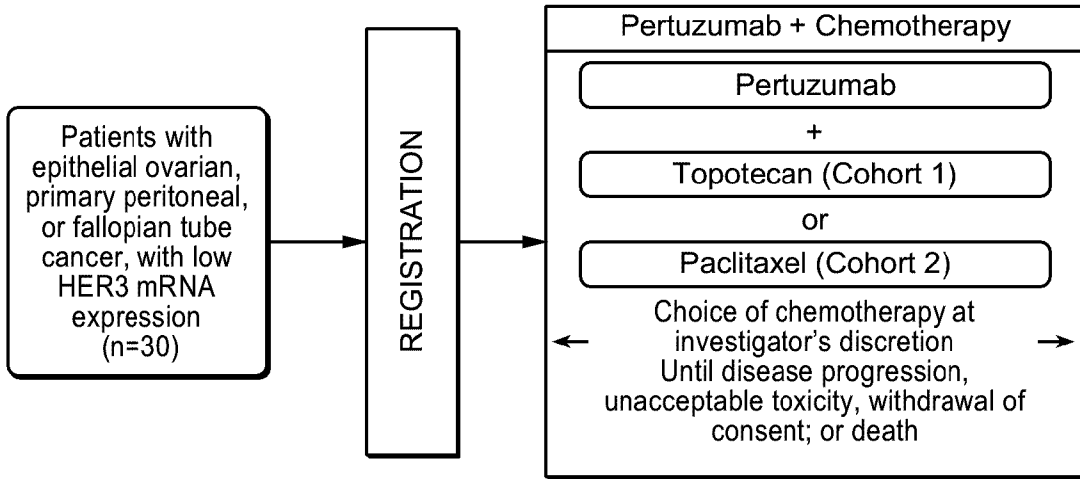 Patients with
epithelial ovarian,
primary peritoneal,
or fallopian tube
cancer, with low
HER3 mRNA
expression
(n=30)
REGISTRATION
Pertuzumab + Chemotherapy
Pertuzumab
+
Topotecan (Cohort 1)
or
Paclitaxel (Cohort 2)
Choice of chemotherapy at
investigator's discretion
Until disease progression,
unacceptable toxicity, withdrawal of
consent; or death